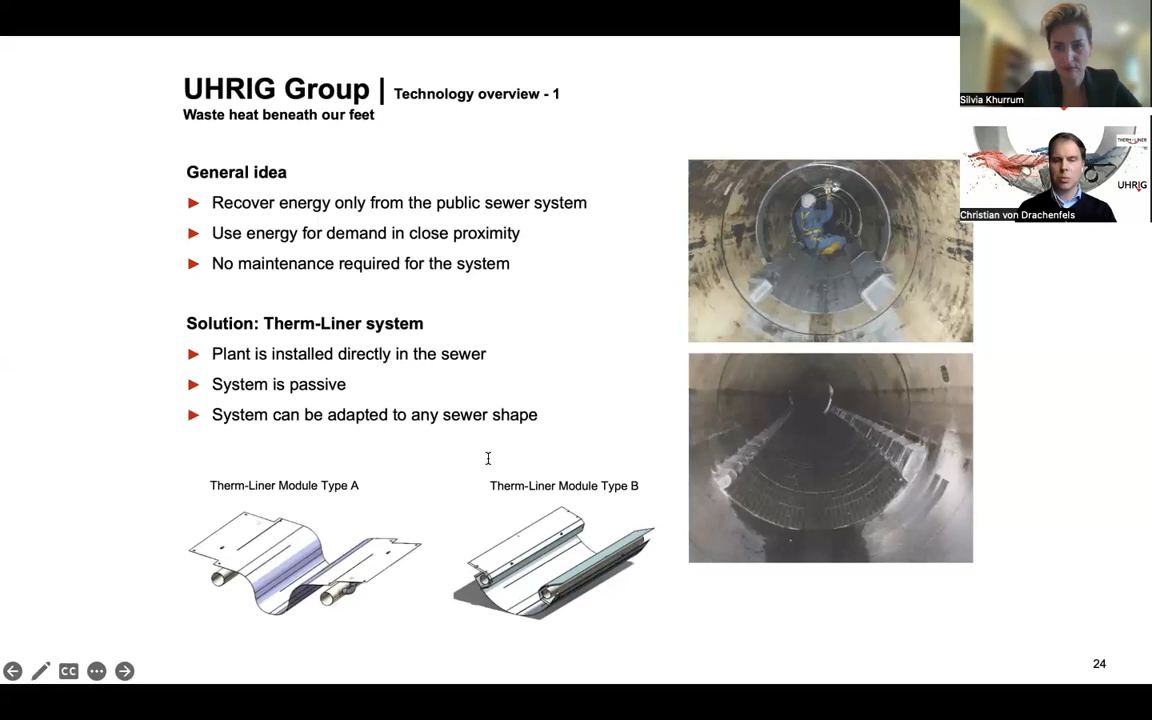 UHRIG Group | Technology overview - 1
Waste heat beneath our feet
General idea
► Recover energy only from the public sewer system
► Use energy for demand in close proximity
► No maintenance required for the system
Solution: Therm-Liner system
► Plant is installed directly in the sewer
► System is passive
► System can be adapted to any sewer shape
Therm-Liner Module Type A
Therm-Liner Module Type B
24
CC
Silvia Khurrum
THERM-LINER
UHRIG
Christian von Drachenfels